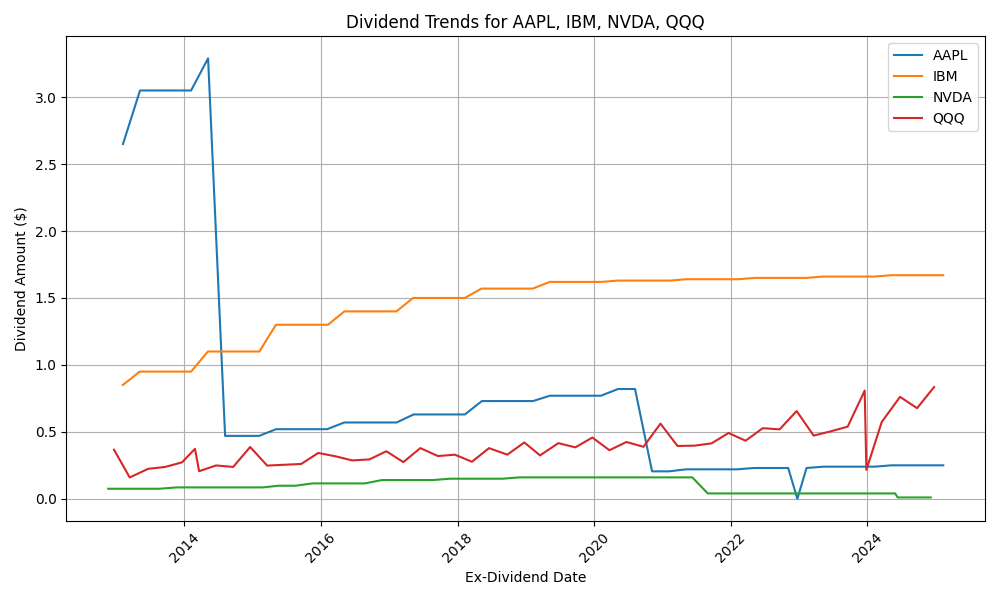 Dividend Trends for AAPL, IBM, NVDA, QQQ
AAPL
IBM
NVDA
QQQ
Dividend Amount ($)
3.0
2.5
2.0
1.5
1.0
0.5
0.0
2014
2016
2018
2020
2022
2024
Ex-Dividend Date